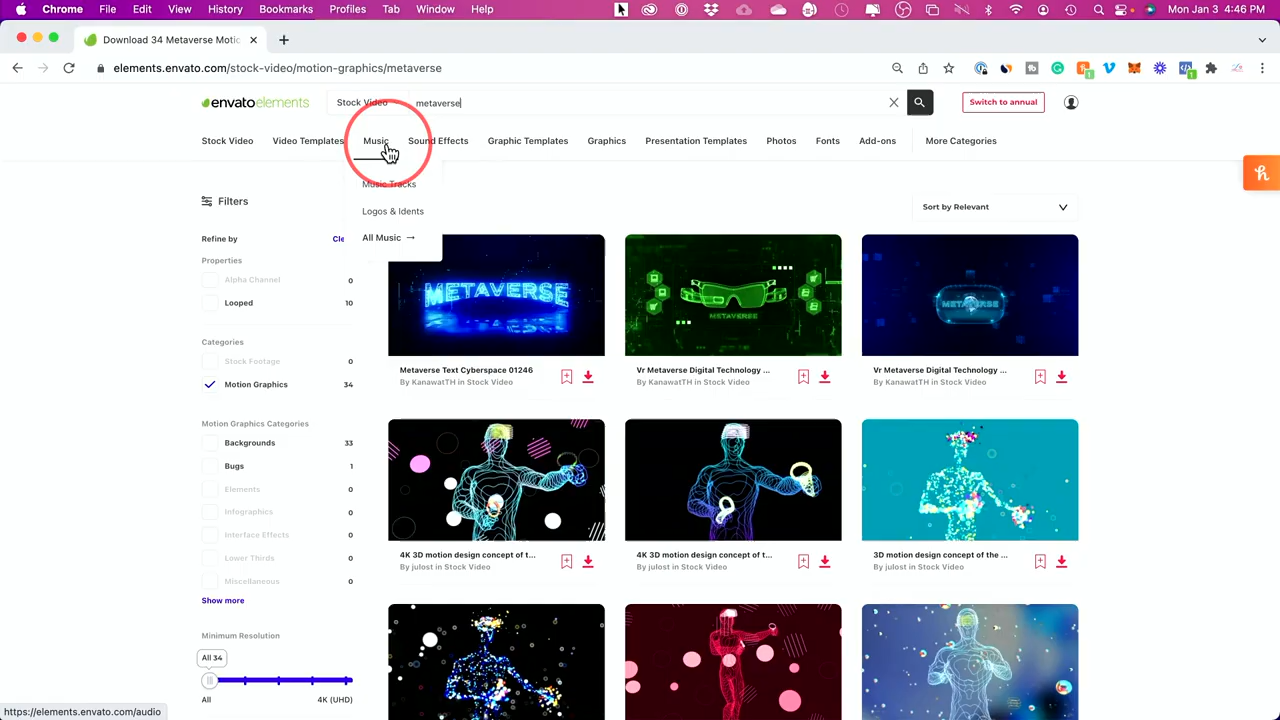 Chrome File Edit View History Bookmarks Profiles Tab Window Help Mon Jan 3 4:46 PM
Download 34 Metaverse Motio
elements.envato.com/stock-video/motion-graphics/metaverse
envato elements Stock Video metaverse Switch to annual
Stock Video Video Templates Music Sound Effects Graphic Templates Graphics Presentation Templates Photos Fonts Add-ons More Categories
Music Tracks
Logos & Idents
All Music →
Filters
Sort by Relevant
Refine by Cle
Properties
Alpha Channel 0
Looped 10
Categories
Stock Footage 0
Motion Graphics 34
Motion Graphics Categories
Backgrounds 33
Bugs 1
Elements 0
Infographics 0
Interface Effects 0
Lower Thirds 0
Miscellaneous 0
Show more
Minimum Resolution
All 34
All 4K (UHD)
METAVERSE
METAVERSE
METAVERSE
Metaverse Text Cyberspace 01246
By KanawatTH in Stock Video
Vr Metaverse Digital Technology ...
By KanawatTH in Stock Video
Vr Metaverse Digital Technology ...
By KanawatTH in Stock Video
4K 3D motion design concept of t...
By julost in Stock Video
4K 3D motion design concept of t...
By julost in Stock Video
3D motion design concept of the ...
By julost in Stock Video
https://elements.envato.com/audio